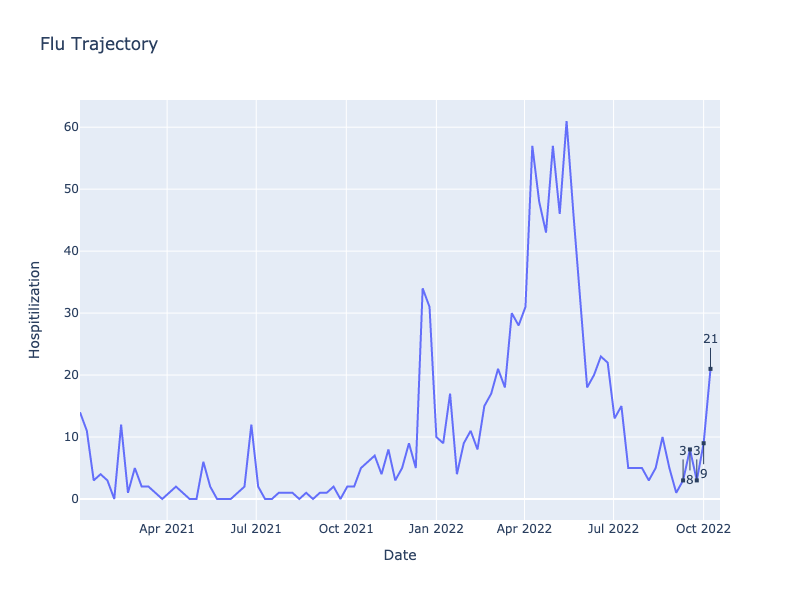 Flu Trajectory
60
50
40
30
20
10
0
Hospitilization
21
3
3
8
9
Apr 2021
Jul 2021
Oct 2021
Jan 2022
Apr 2022
Jul 2022
Oct 2022
Date